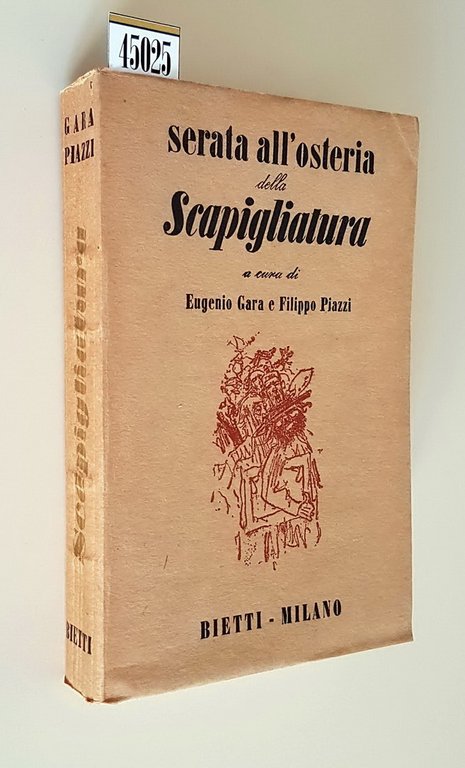 45025
serata all'osteria
della
Scapigliatura
a cura di
Eugenio Gara e Filippo Piazzi
BIETTI - MILANO
GARA
PIAZZI
Scapigliatura
BIETTI